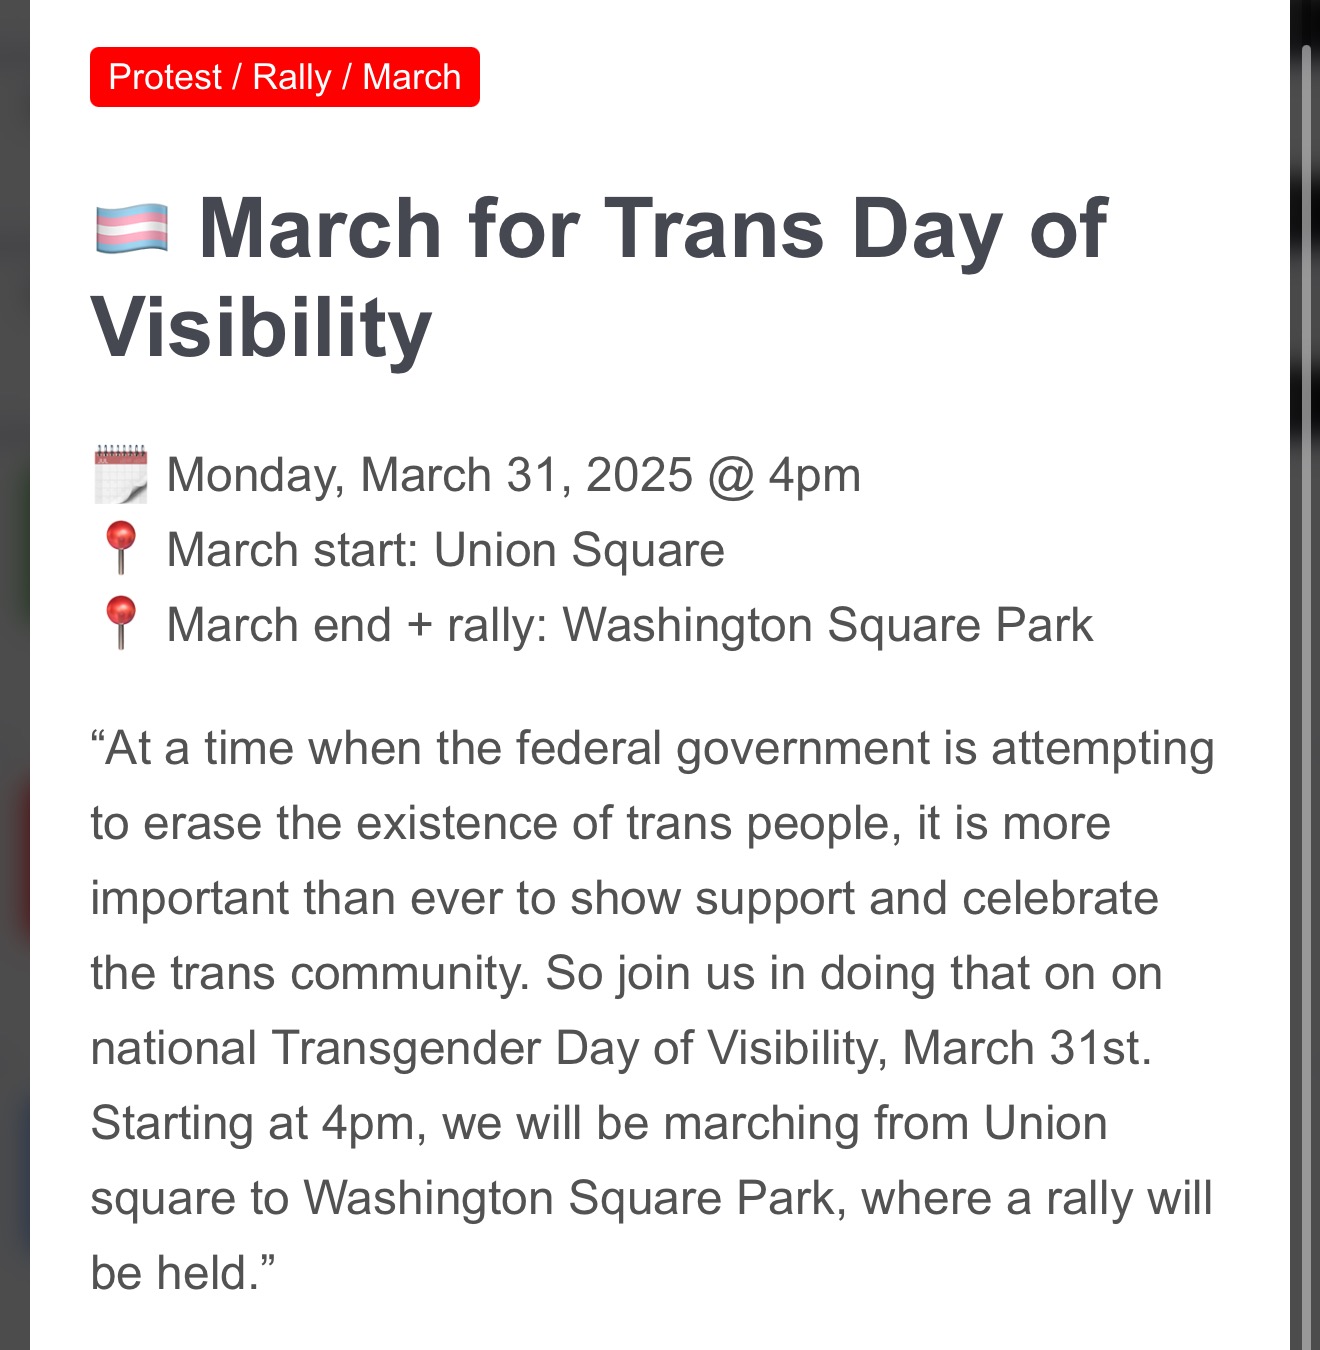 Protest / Rally / March
🏳️‍⚧️ March for Trans Day of
Visibility
🗓️ Monday, March 31, 2025 @ 4pm
📍 March start: Union Square
📍 March end + rally: Washington Square Park
“At a time when the federal government is attempting
to erase the existence of trans people, it is more
important than ever to show support and celebrate
the trans community. So join us in doing that on on
national Transgender Day of Visibility, March 31st.
Starting at 4pm, we will be marching from Union
square to Washington Square Park, where a rally will
be held.”